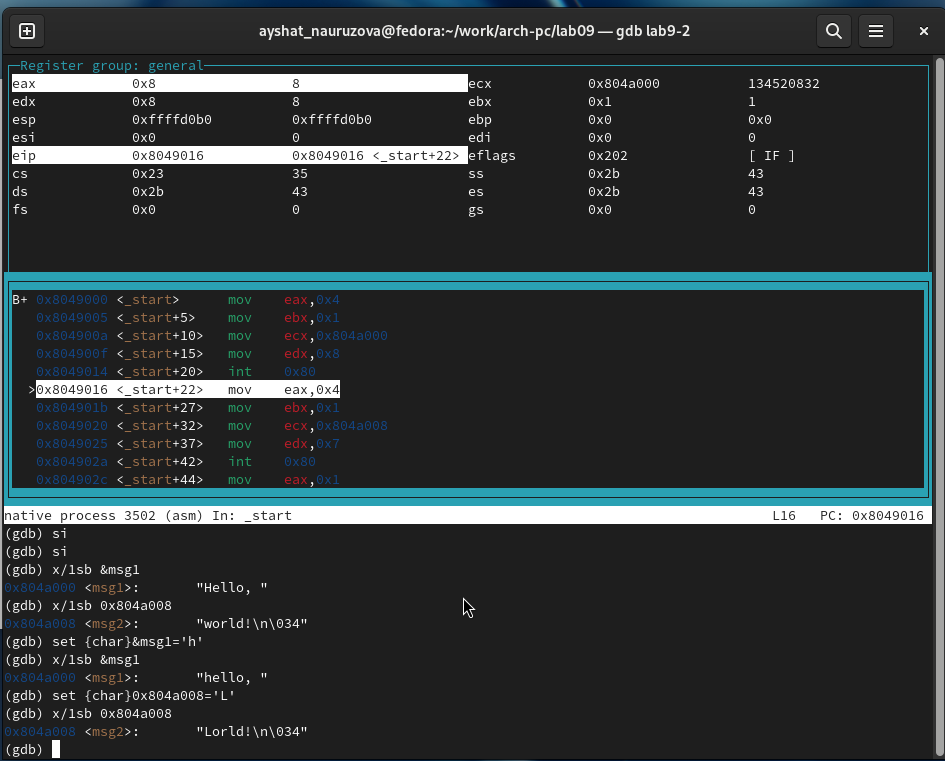 ayshat_nauruzova@fedora:~/work/arch-pc/lab09 — gdb lab9-2
Register group: general
eax 0x8 8 ecx 0x804a000 134520832
edx 0x8 8 ebx 0x1 1
esp 0xffffd0b0 0xffffd0b0 ebp 0x0 0x0
esi 0x0 0 edi 0x0 0
eip 0x8049016 0x8049016 <_start+22> eflags 0x202 [ IF ]
cs 0x23 35 ss 0x2b 43
ds 0x2b 43 es 0x2b 43
fs 0x0 0 gs 0x0 0
B+ 0x8049000 <_start> mov eax,0x4
0x8049005 <_start+5> mov ebx,0x1
0x804900a <_start+10> mov ecx,0x804a000
0x804900f <_start+15> mov edx,0x8
0x8049014 <_start+20> int 0x80
>0x8049016 <_start+22> mov eax,0x4
0x804901b <_start+27> mov ebx,0x1
0x8049020 <_start+32> mov ecx,0x804a008
0x8049025 <_start+37> mov edx,0x7
0x804902a <_start+42> int 0x80
0x804902c <_start+44> mov eax,0x1
native process 3502 (asm) In: _start L16 PC: 0x8049016
(gdb) si
(gdb) si
(gdb) x/1sb &msg1
0x804a000 <msg1>: "Hello, "
(gdb) x/1sb 0x804a008
0x804a008 <msg2>: "world!\n\034"
(gdb) set {char}&msg1='h'
(gdb) x/1sb &msg1
0x804a000 <msg1>: "hello, "
(gdb) set {char}0x804a008='L'
(gdb) x/1sb 0x804a008
0x804a008 <msg2>: "Lorld!\n\034"
(gdb)